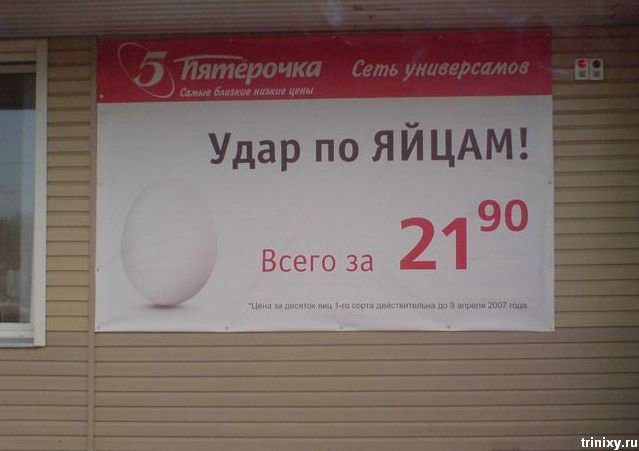 5 Пятёрочка Сеть универсамов
Самые близкие низкие цены
Удар по ЯЙЦАМ!
Всего за 21 90
*Цена за десяток яиц 1-го сорта действительна до 9 апреля 2007 года.
trinixy.ru